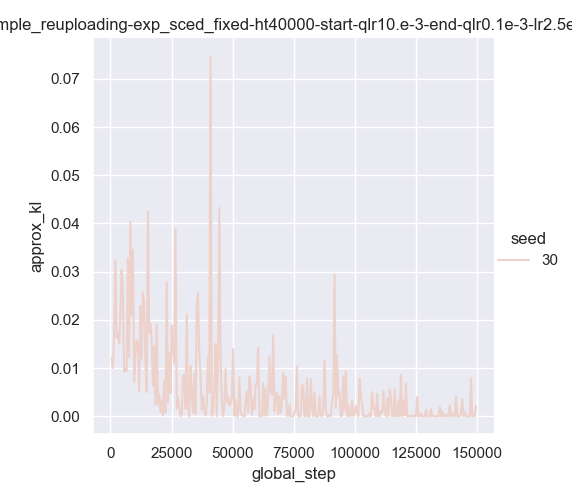 mple_reuploading-exp_sced_fixed-ht40000-start-qlr10.e-3-end-qlr0.1e-3-lr2.5e
0.07
0.06
0.05
0.04
0.03
0.02
0.01
0.00
approx_kl
0 25000 50000 75000 100000 125000 150000
global_step
seed
30